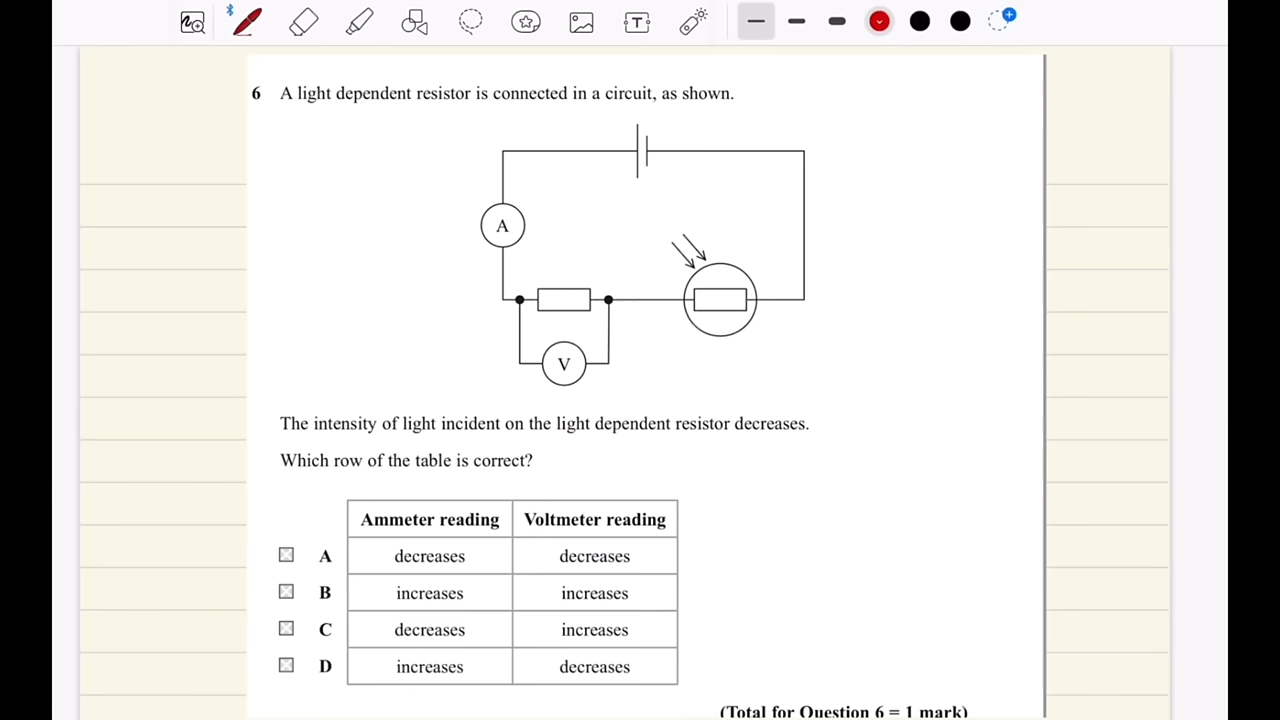 T
6 A light dependent resistor is connected in a circuit, as shown.
A
V
The intensity of light incident on the light dependent resistor decreases.
Which row of the table is correct?
Ammeter reading Voltmeter reading
A decreases decreases
B increases increases
C decreases increases
D increases decreases
(Total for Question 6 = 1 mark)